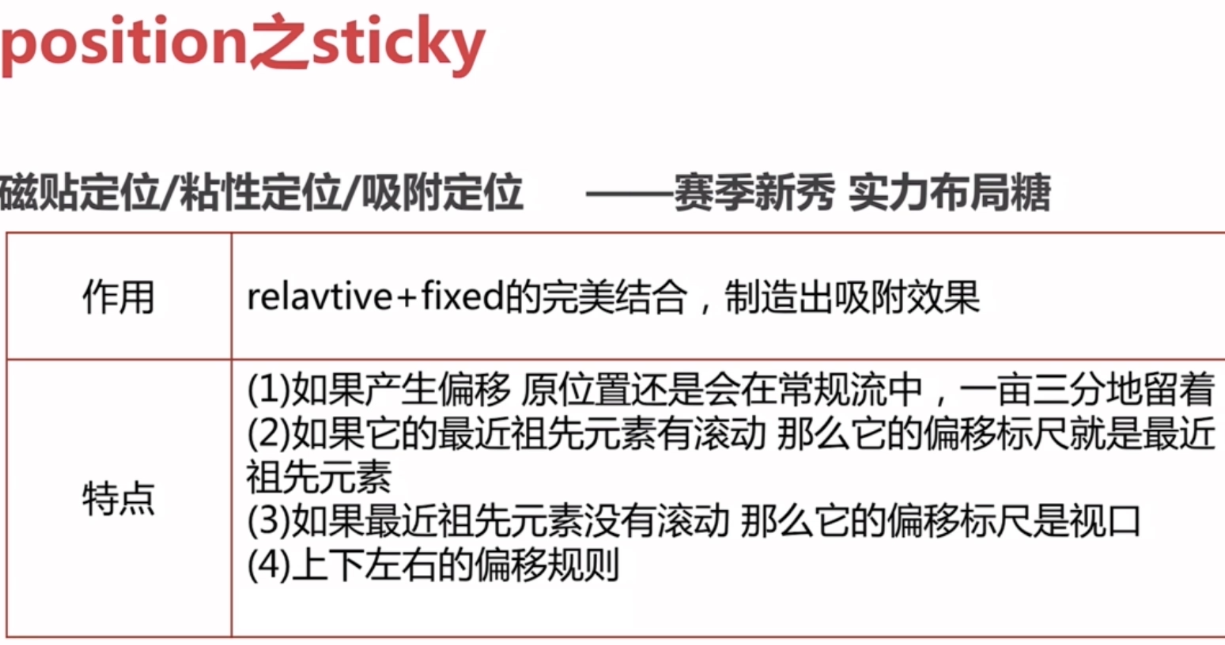 position之sticky
磁贴定位/粘性定位/吸附定位 ——赛季新秀 实力布局糖
作用
relavtive+fixed的完美结合，制造出吸附效果
特点
(1)如果产生偏移 原位置还是会在常规流中，一亩三分地留着
(2)如果它的最近祖先元素有滚动 那么它的偏移标尺就是最近
祖先元素
(3)如果最近祖先元素没有滚动 那么它的偏移标尺是视口
(4)上下左右的偏移规则